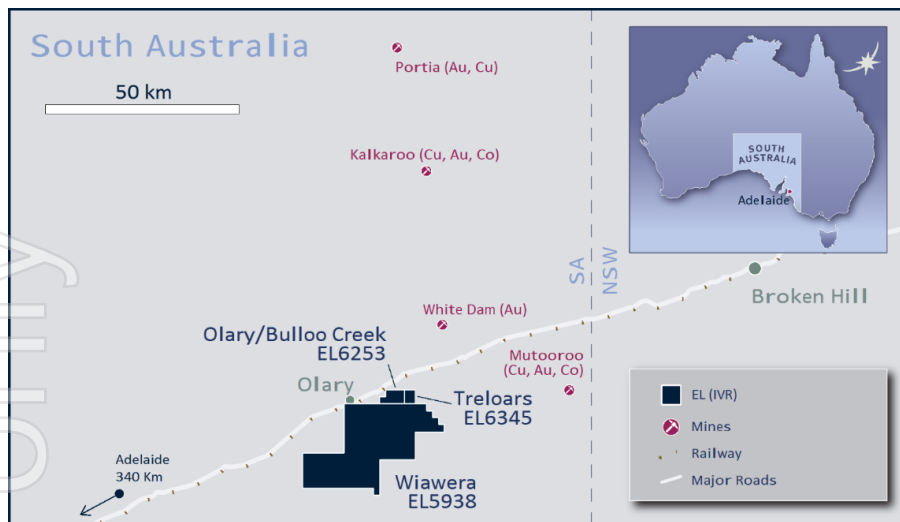 South Australia
50 km
Portia (Au, Cu)
Kalkaroo (Cu, Au, Co)
SOUTH
AUSTRALIA
Adelaide
SA
NSW
Broken Hill
White Dam (Au)
Olary/Bulloo Creek
EL6253
Mutooroo
(Cu, Au, Co)
Olary
Treloars
EL6345
Wiawera
EL5938
Adelaide
340 Km
EL (IVR)
Mines
Railway
Major Roads
only